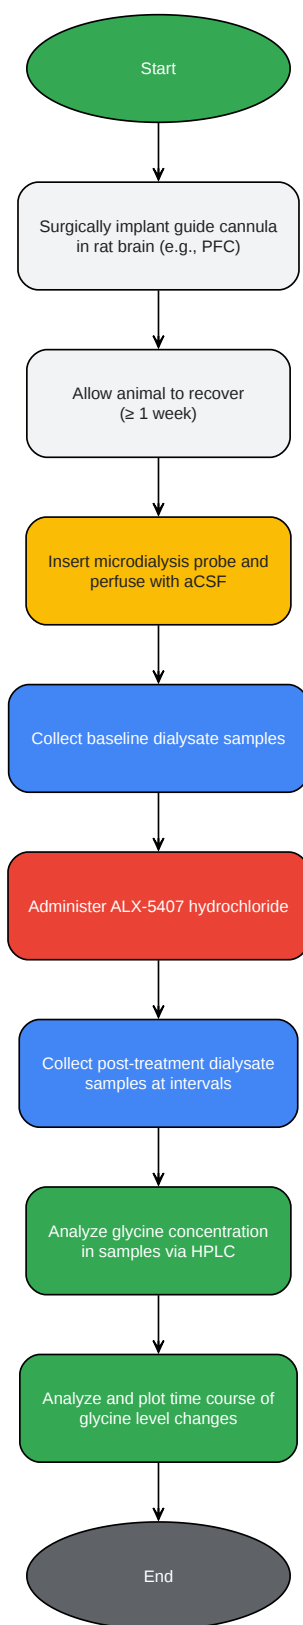 Start
Surgically implant guide cannula
in rat brain (e.g., PFC)
Allow animal to recover
(≥ 1 week)
Insert microdialysis probe and
perfuse with aCSF
Collect baseline dialysate samples
Administer ALX-5407 hydrochloride
Collect post-treatment dialysate
samples at intervals
Analyze glycine concentration
in samples via HPLC
Analyze and plot time course of
glycine level changes
End